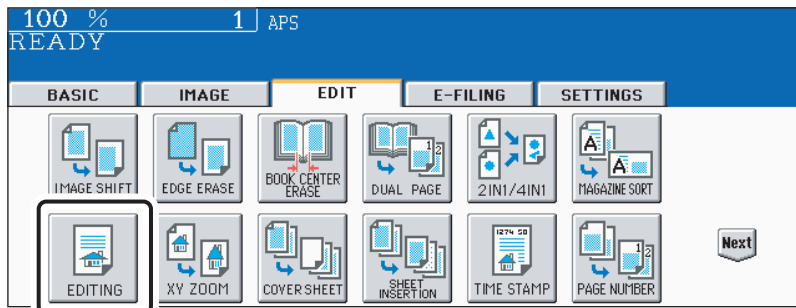 100 % 1 APS
READY
BASIC IMAGE EDIT E-FILING SETTINGS
IMAGE SHIFT EDGE ERASE BOOK CENTER ERASE DUAL PAGE 2IN1/4IN1 MAGAZINE SORT
EDITING XY ZOOM COVER SHEET SHEET INSERTION TIME STAMP PAGE NUMBER Next